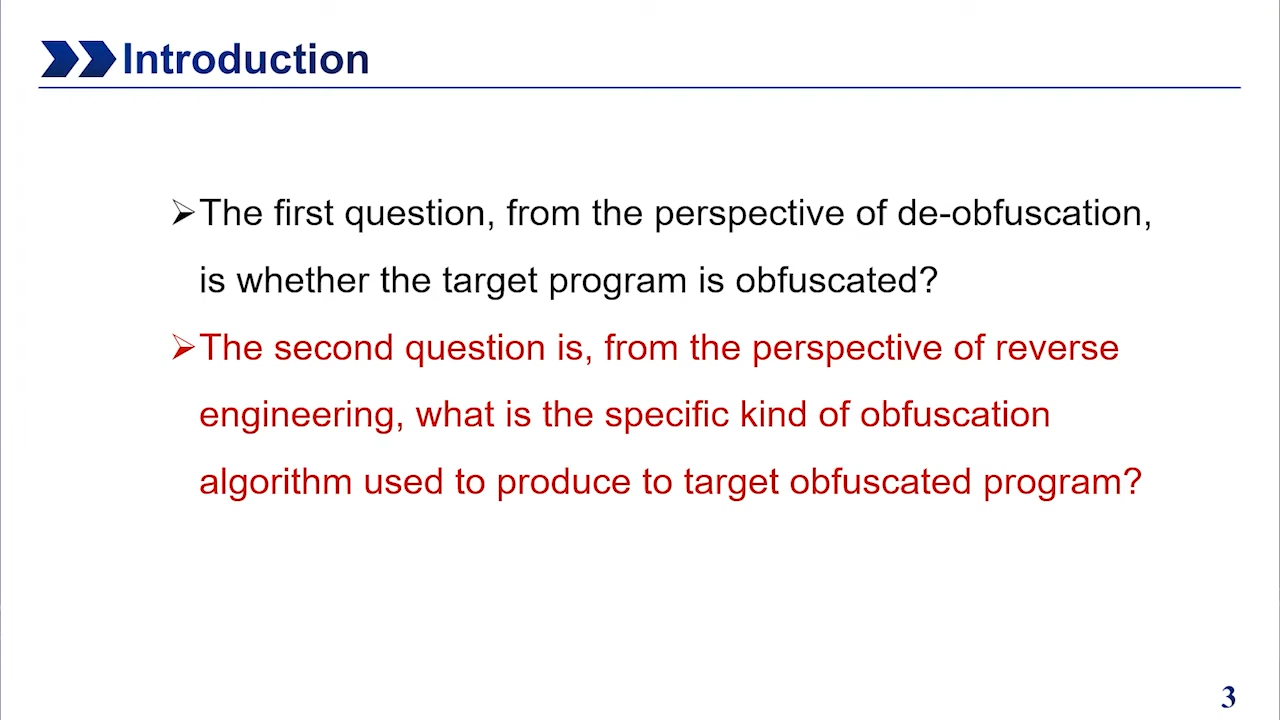 Introduction
➢The first question, from the perspective of de-obfuscation,
is whether the target program is obfuscated?
➢The second question is, from the perspective of reverse
engineering, what is the specific kind of obfuscation
algorithm used to produce to target obfuscated program?
3